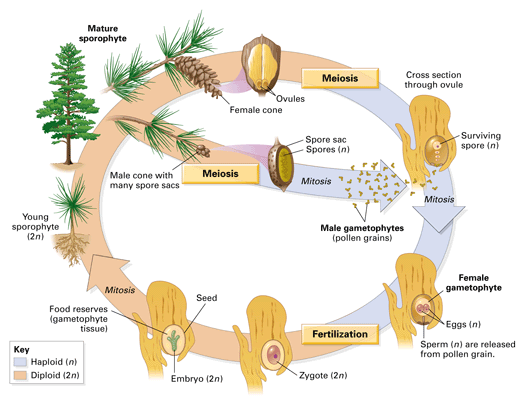 Mature
sporophyte
Meiosis
Cross section
through ovule
Ovules
Female cone
Surviving
spore (n)
Spore sac
Spores (n)
Male cone with
many spore sacs
Meiosis
Mitosis
Mitosis
Male gametophytes
(pollen grains)
Young
sporophyte
(2n)
Mitosis
Food reserves
(gametophyte
tissue)
Seed
Female
gametophyte
Eggs (n)
Sperm (n) are released
from pollen grain.
Fertilization
Embryo (2n)
Zygote (2n)
Key
Haploid (n)
Diploid (2n)